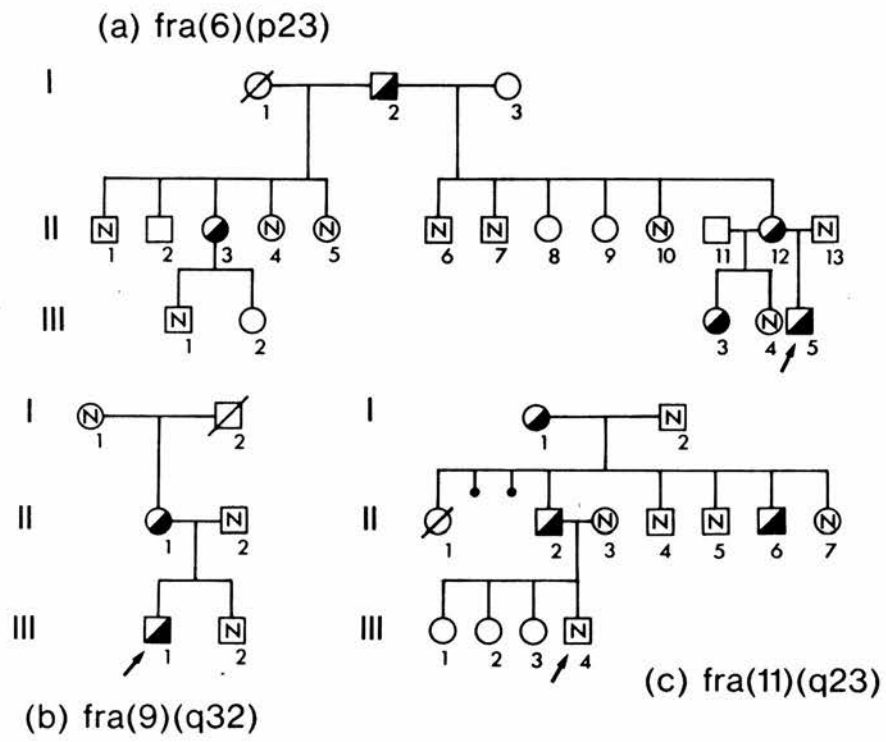 (a) fra(6)(p23)
I
1 2 3
II N N N N N N N N
1 2 3 4 5 6 7 8 9 10 11 12 13
III N N
1 2 3 4 5
I N I N
1 2 1 2
II N II N N N N
1 2 1 2 3 4 5 6 7
III N III N
1 2 1 2 3 4
(c) fra(11)(q23)
(b) fra(9)(q32)